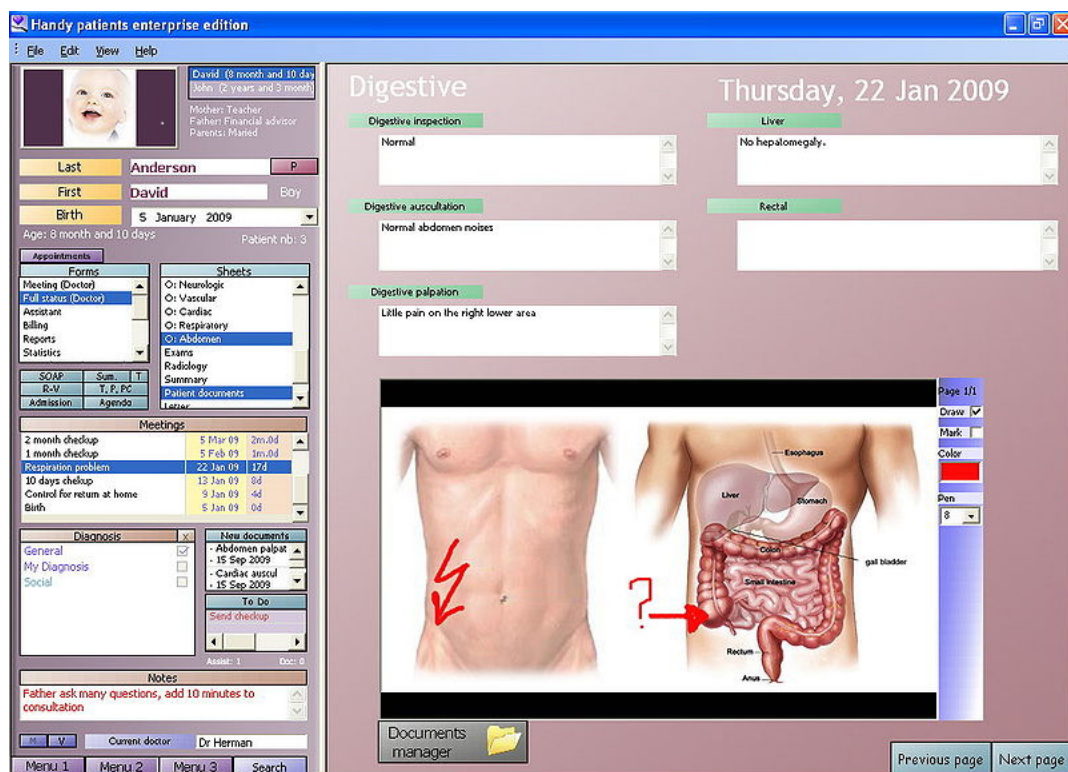 Handy patients enterprise edition
File Edit View Help
David (8 month and 10 day
John (2 years and 3 month)
Mother: Teacher
Father: Financial advisor
Parents: Maried
Last Anderson P
First David Boy
Birth 5 January 2009
Age: 8 month and 10 days
Patient nb: 3
Appointments
Forms
Meeting (Doctor)
Full status (Doctor)
Assistant
Billing
Reports
Statistics
Sheets
O: Neurologic
O: Vascular
O: Cardiac
O: Respiratory
O: Abdomen
Exams
Radiology
Summary
Patient documents
Letter
SOAP Sum. T
R-V T, P, PC
Admission Agenda
Meetings
2 month checkup 5 Mar 09 2m.0d
1 month checkup 5 Feb 09 1m.0d
Respiration problem 22 Jan 09 17d
10 days chekup 13 Jan 09 8d
Control for return at home 9 Jan 09 4d
Birth 5 Jan 09 0d
Diagnosis x
General
My Diagnosis
Social
New documents
- Abdomen palpat
- 15 Sep 2009
- Cardiac auscul
- 15 Sep 2009
To Do
Send checkup
Assist: 1 Doc: 0
Notes
Father ask many questions, add 10 minutes to
consultation
M V Current doctor Dr Herman
Menu 1 Menu 2 Menu 3 Search
Digestive
Thursday, 22 Jan 2009
Digestive inspection
Normal
Liver
No hepatomegaly.
Digestive auscultation
Normal abdomen noises
Rectal
Digestive palpation
Little pain on the right lower area
Esophagus
Liver
Stomach
Colon
gall bladder
Small intestine
?
Rectum
Anus
Page 1/1
Draw
Mark
Color
Pen
8
Documents
manager
Previous page Next page